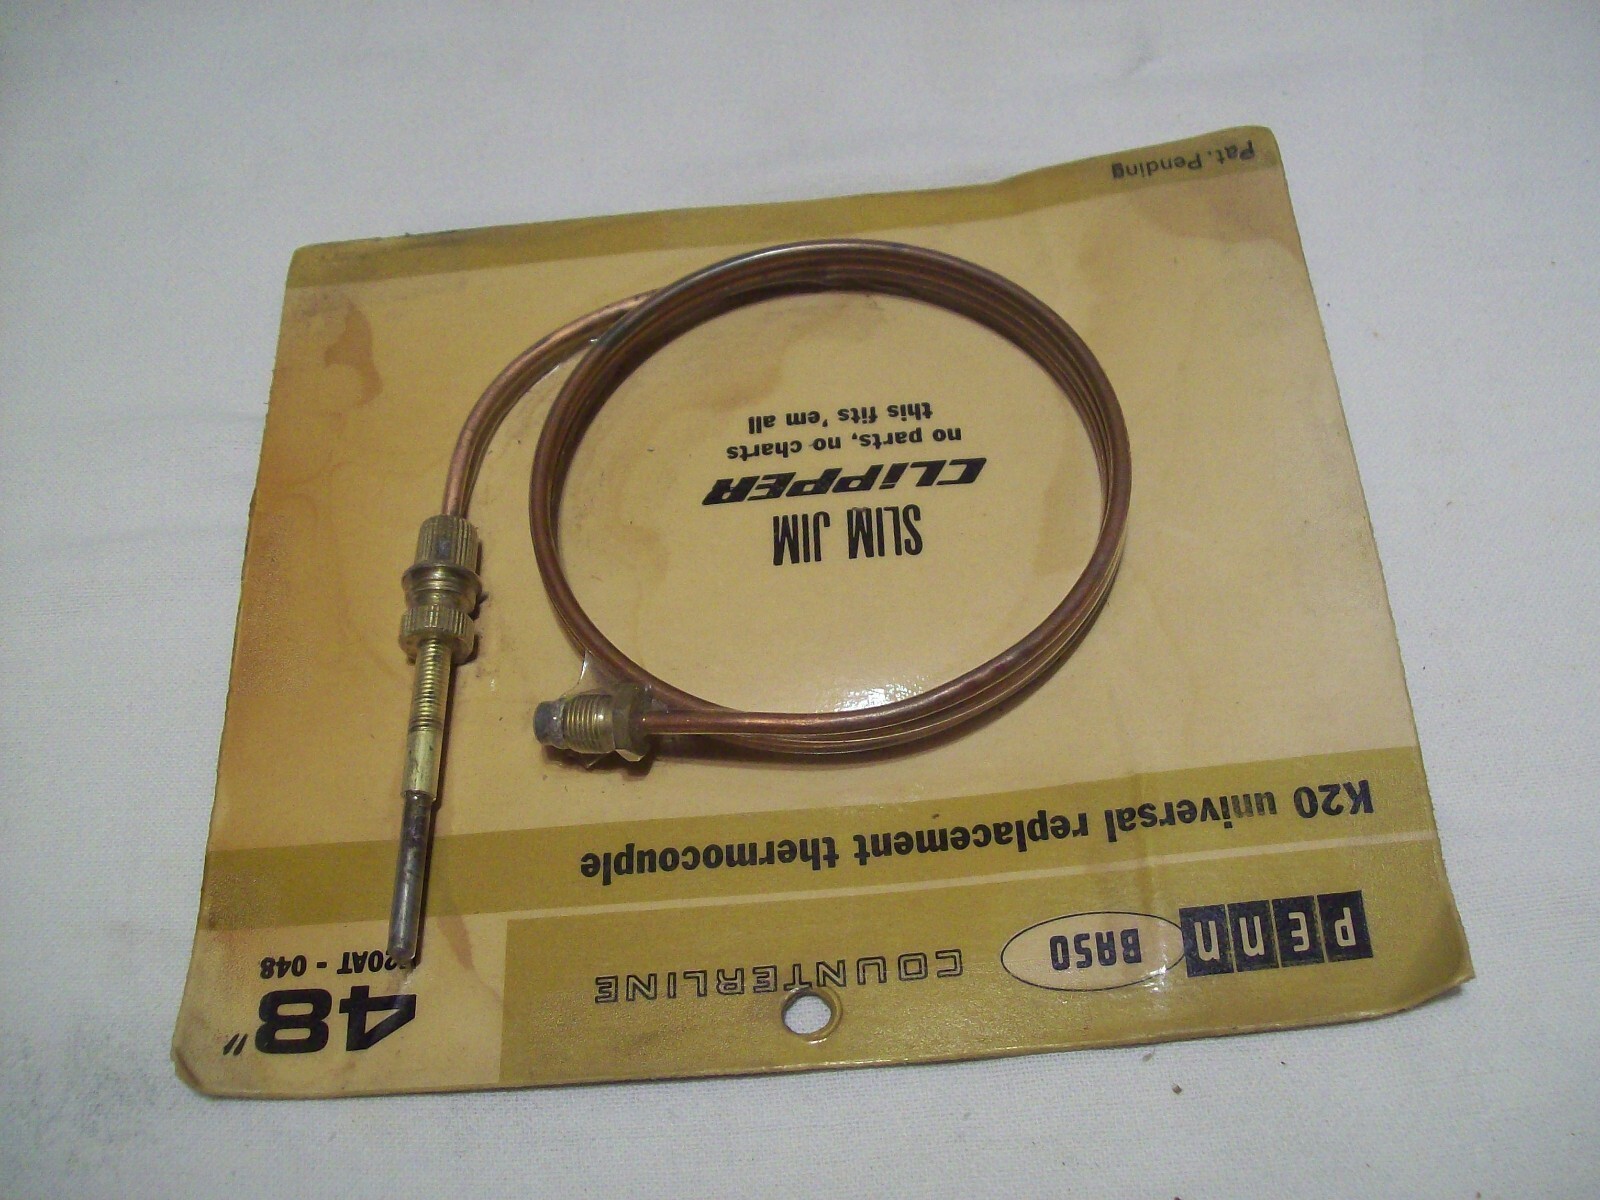 PENN BASO COUNTERLINE
48"
20AT - 048
K20 universal replacement thermocouple
SLIM JIM
CLiPPER
no parts, no charts
this fits 'em all
Pat. Pending